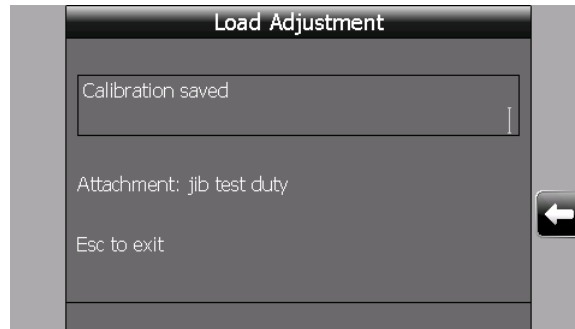 Load Adjustment
Calibration saved
Attachment: jib test duty
Esc to exit